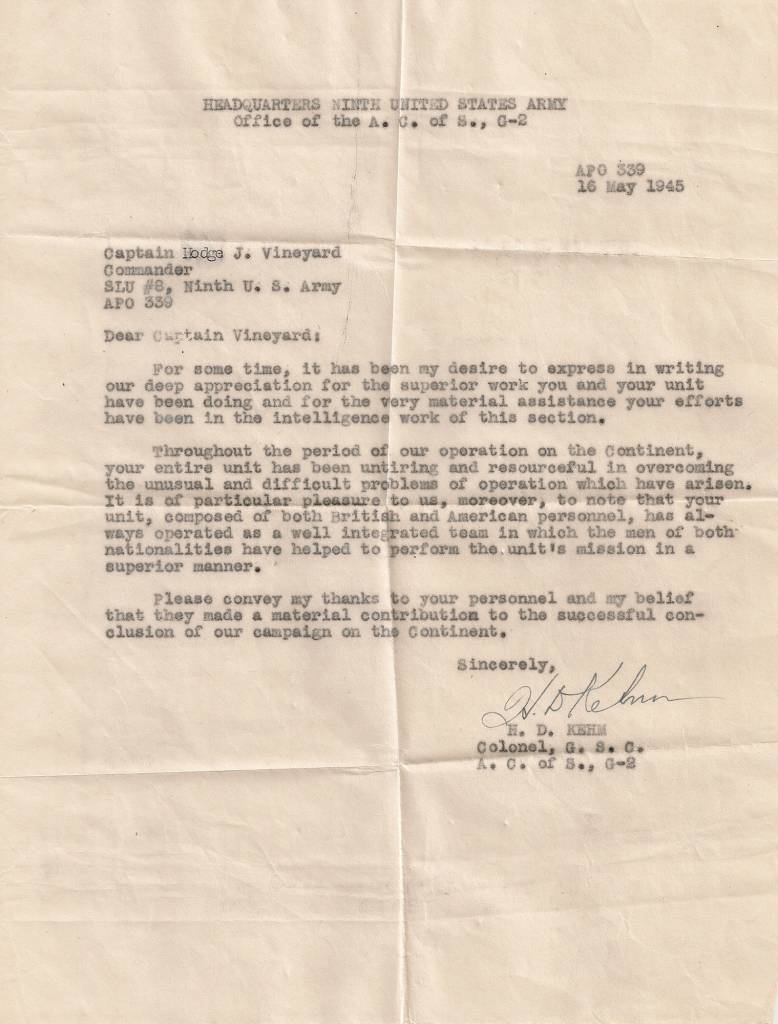 HEADQUARTERS NINTH UNITED STATES ARMY
Office of the A. C. of S., G-2
APO 339
16 May 1945
Captain Hodge J. Vineyard
Commander
SLU #8, Ninth U. S. Army
APO 339
Dear Captain Vineyard:
For some time, it has been my desire to express in writing
our deep appreciation for the superior work you and your unit
have been doing and for the very material assistance your efforts
have been in the intelligence work of this section.
Throughout the period of our operation on the Continent,
your entire unit has been untiring and resourceful in overcoming
the unusual and difficult problems of operation which have arisen.
It is of particular pleasure to us, moreover, to note that your
unit, composed of both British and American personnel, has al-
ways operated as a well integrated team in which the men of both
nationalities have helped to perform the unit's mission in a
superior manner.
Please convey my thanks to your personnel and my belief
that they made a material contribution to the successful con-
clusion of our campaign on the Continent.
Sincerely,
H. D. Kehm
H. D. KEHM
Colonel, G. S. C.
A. C. of S., G-2